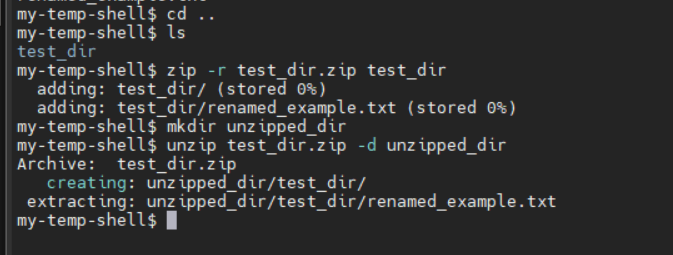 my-temp-shell$ cd ..
my-temp-shell$ ls
test_dir
my-temp-shell$ zip -r test_dir.zip test_dir
  adding: test_dir/ (stored 0%)
  adding: test_dir/renamed_example.txt (stored 0%)
my-temp-shell$ mkdir unzipped_dir
my-temp-shell$ unzip test_dir.zip -d unzipped_dir
Archive:  test_dir.zip
   creating: unzipped_dir/test_dir/
 extracting: unzipped_dir/test_dir/renamed_example.txt
my-temp-shell$